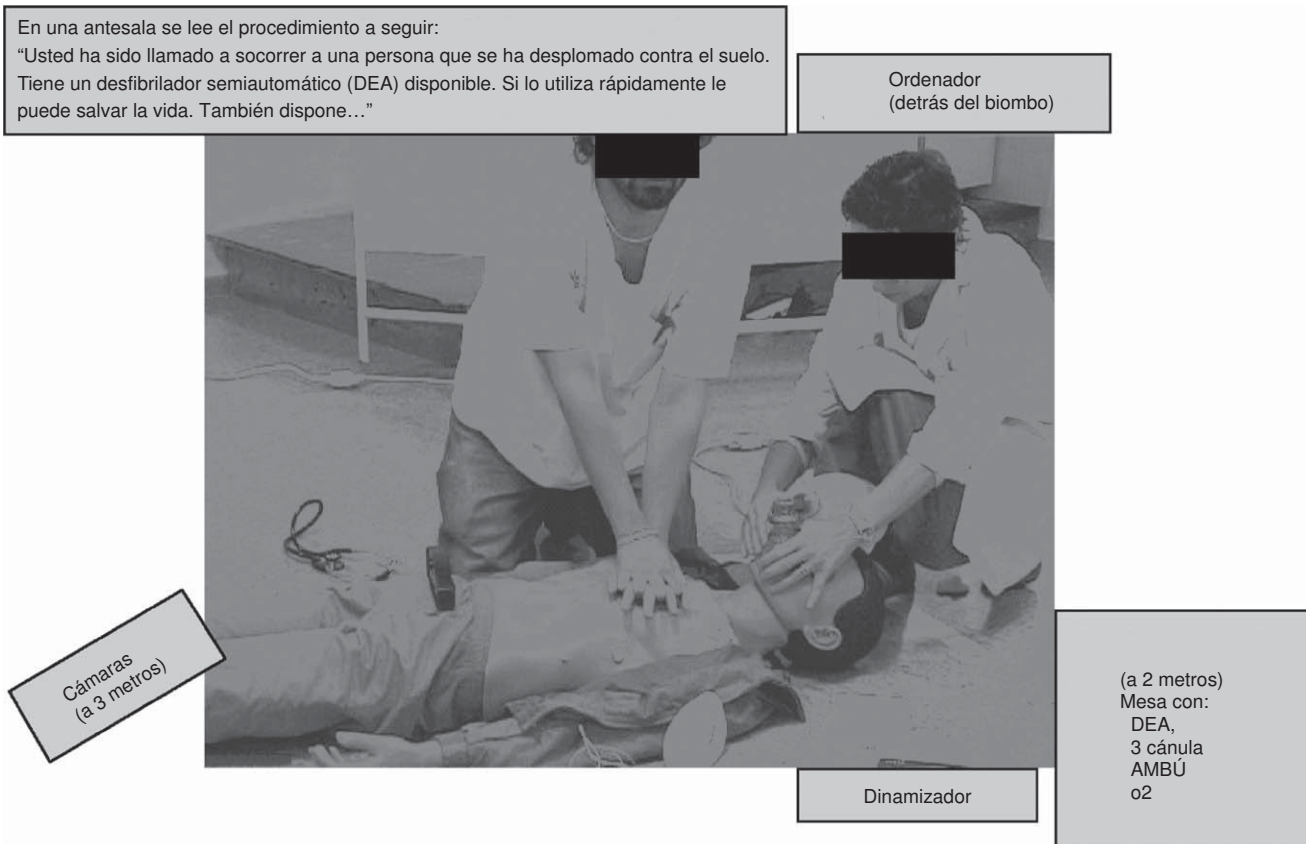 En una antesala se lee el procedimiento a seguir:
“Usted ha sido llamado a socorrer a una persona que se ha desplomado contra el suelo.
Tiene un desfibrilador semiautomático (DEA) disponible. Si lo utiliza rápidamente le
puede salvar la vida. También dispone…”
Ordenador
(detrás del biombo)
Cámaras
(a 3 metros)
(a 2 metros)
Mesa con:
DEA,
3 cánula
AMBÚ
o2
Dinamizador